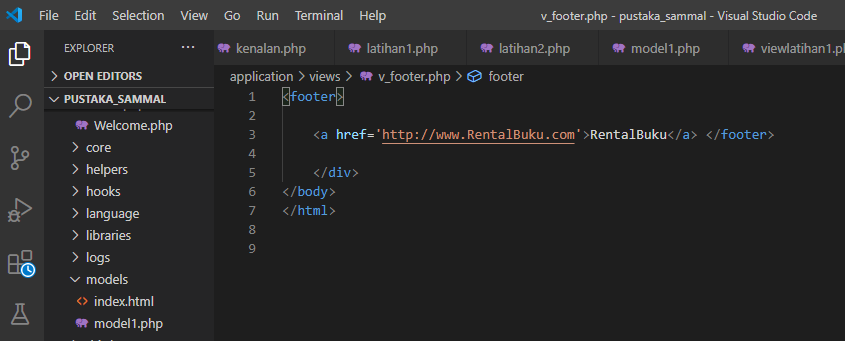 File Edit Selection View Go Run Terminal Help v_footer.php - pustaka_sammal - Visual Studio Code
EXPLORER ···
kenalan.php latihan1.php latihan2.php model1.php viewlatihan1.p
OPEN EDITORS
PUSTAKA_SAMMAL
Welcome.php
core
helpers
hooks
language
libraries
logs
models
index.html
model1.php
application > views > v_footer.php > footer
1 <footer>
2
3 <a href='http://www.RentalBuku.com'>RentalBuku</a> </footer>
4
5 </div>
6 </body>
7 </html>
8
9